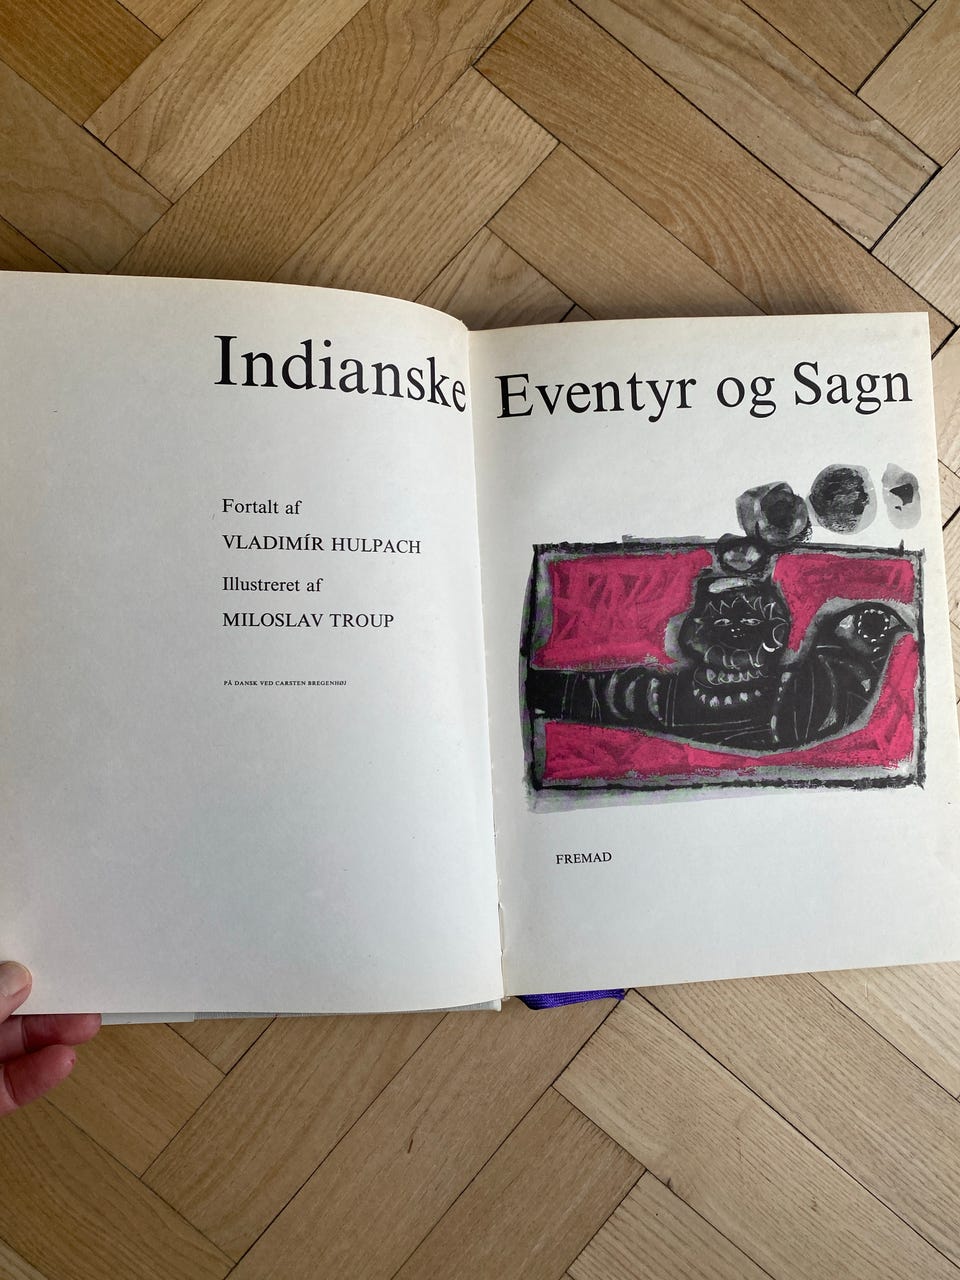 Indianske Eventyr og Sagn
Fortalt af
VLADIMÍR HULPACH
Illustreret af
MILOSLAV TROUP
PÅ DANSK VED CARSTEN BREGENHØJ
FREMAD